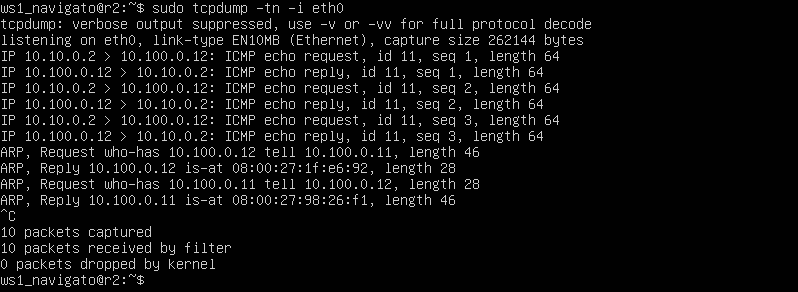 ws1_navigato@r2:~$ sudo tcpdump -tn -i eth0
tcpdump: verbose output suppressed, use -v or -vv for full protocol decode
listening on eth0, link-type EN10MB (Ethernet), capture size 262144 bytes
IP 10.10.0.2 > 10.100.0.12: ICMP echo request, id 11, seq 1, length 64
IP 10.100.0.12 > 10.10.0.2: ICMP echo reply, id 11, seq 1, length 64
IP 10.10.0.2 > 10.100.0.12: ICMP echo request, id 11, seq 2, length 64
IP 10.100.0.12 > 10.10.0.2: ICMP echo reply, id 11, seq 2, length 64
IP 10.10.0.2 > 10.100.0.12: ICMP echo request, id 11, seq 3, length 64
IP 10.100.0.12 > 10.10.0.2: ICMP echo reply, id 11, seq 3, length 64
ARP, Request who-has 10.100.0.12 tell 10.100.0.11, length 46
ARP, Reply 10.100.0.12 is-at 08:00:27:1f:e6:92, length 28
ARP, Request who-has 10.100.0.11 tell 10.100.0.12, length 28
ARP, Reply 10.100.0.11 is-at 08:00:27:98:26:f1, length 46
^C
10 packets captured
10 packets received by filter
0 packets dropped by kernel
ws1_navigato@r2:~$